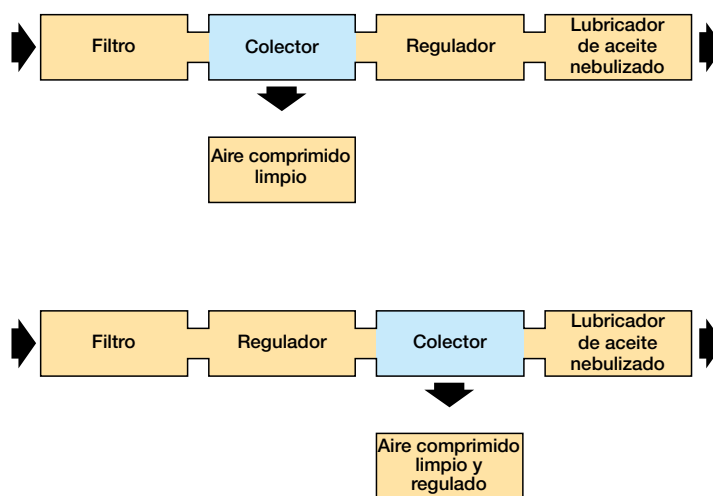 Filtro
Colector
Regulador
Lubricador
de aceite
nebulizado
Aire comprimido
limpio
Filtro
Regulador
Colector
Lubricador
de aceite
nebulizado
Aire comprimido
limpio y
regulado